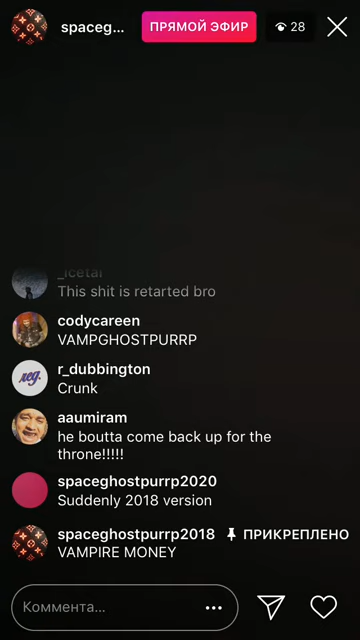 spaceg...
ПРЯМОЙ ЭФИР
28
_icetai
This shit is retarted bro
codycareen
VAMPGHOSTPURRP
r_dubbington
Crunk
aaumiram
he boutta come back up for the
throne!!!!!
spaceghostpurrp2020
Suddenly 2018 version
spaceghostpurrp2018 ПРИКРЕПЛЕНО
VAMPIRE MONEY
Коммента...